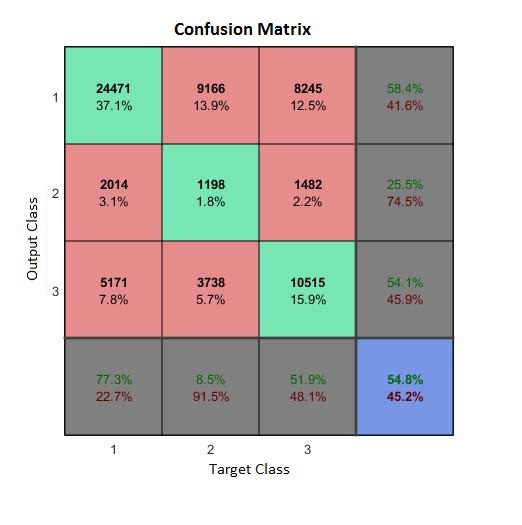 Confusion Matrix
1
24471 9166 8245 58.4%
37.1% 13.9% 12.5% 41.6%
2
2014 1198 1482 25.5%
3.1% 1.8% 2.2% 74.5%
3
5171 3738 10515 54.1%
7.8% 5.7% 15.9% 45.9%
77.3% 8.5% 51.9% 54.8%
22.7% 91.5% 48.1% 45.2%
Output Class
1 2 3
Target Class